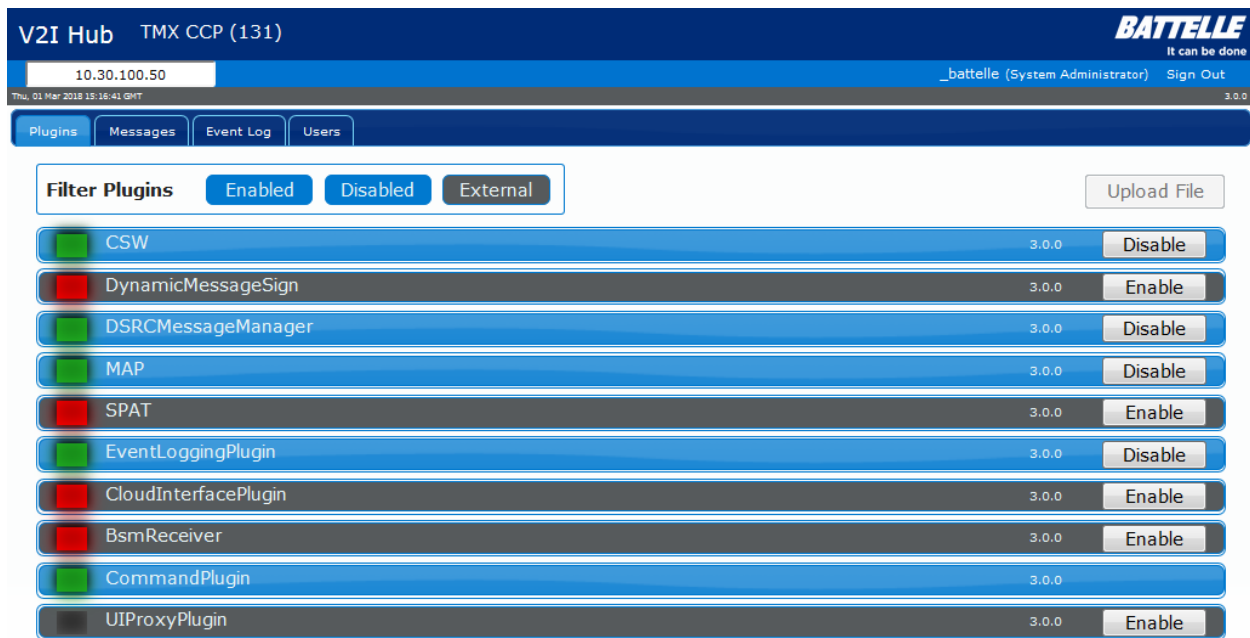 V2I Hub TMX CCP (131) BATTELLE
It can be done
10.30.100.50 _battelle (System Administrator) Sign Out
Thu, 01 Mar 2018 15:16:41 GMT 3.0.0
Plugins Messages Event Log Users
Filter Plugins Enabled Disabled External Upload File
CSW 3.0.0 Disable
DynamicMessageSign 3.0.0 Enable
DSRCMessageManager 3.0.0 Disable
MAP 3.0.0 Disable
SPAT 3.0.0 Enable
EventLoggingPlugin 3.0.0 Disable
CloudInterfacePlugin 3.0.0 Enable
BsmReceiver 3.0.0 Enable
CommandPlugin 3.0.0
UIProxyPlugin 3.0.0 Enable